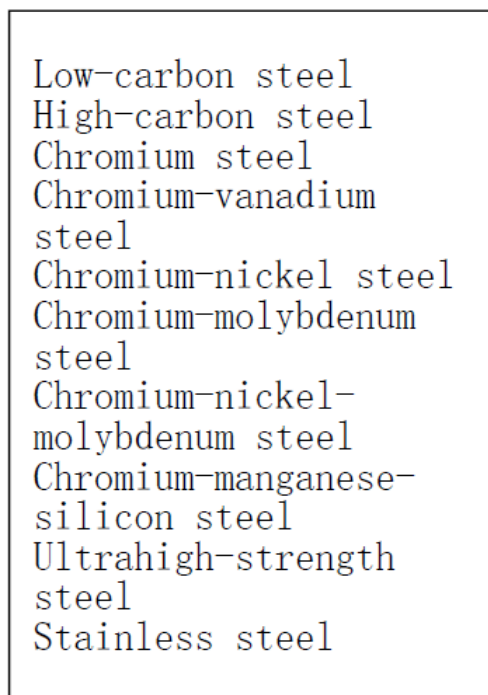 Low-carbon steel
High-carbon steel
Chromium steel
Chromium-vanadium
steel
Chromium-nickel steel
Chromium-molybdenum
steel
Chromium-nickel-
molybdenum steel
Chromium-manganese-
silicon steel
Ultrahigh-strength
steel
Stainless steel